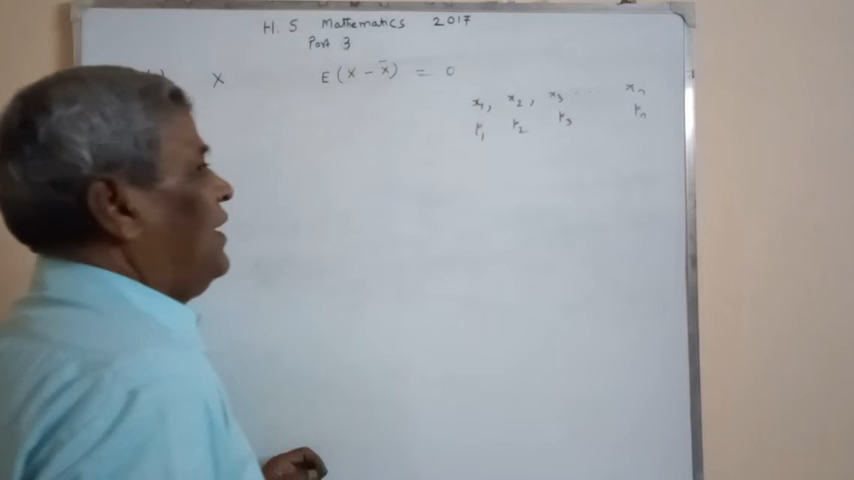 H. S Mathematics 2017
Part 3
X E(X - X̄) = 0
x₁, x₂, x₃ ... xₙ
p₁ p₂ p₃ pₙ